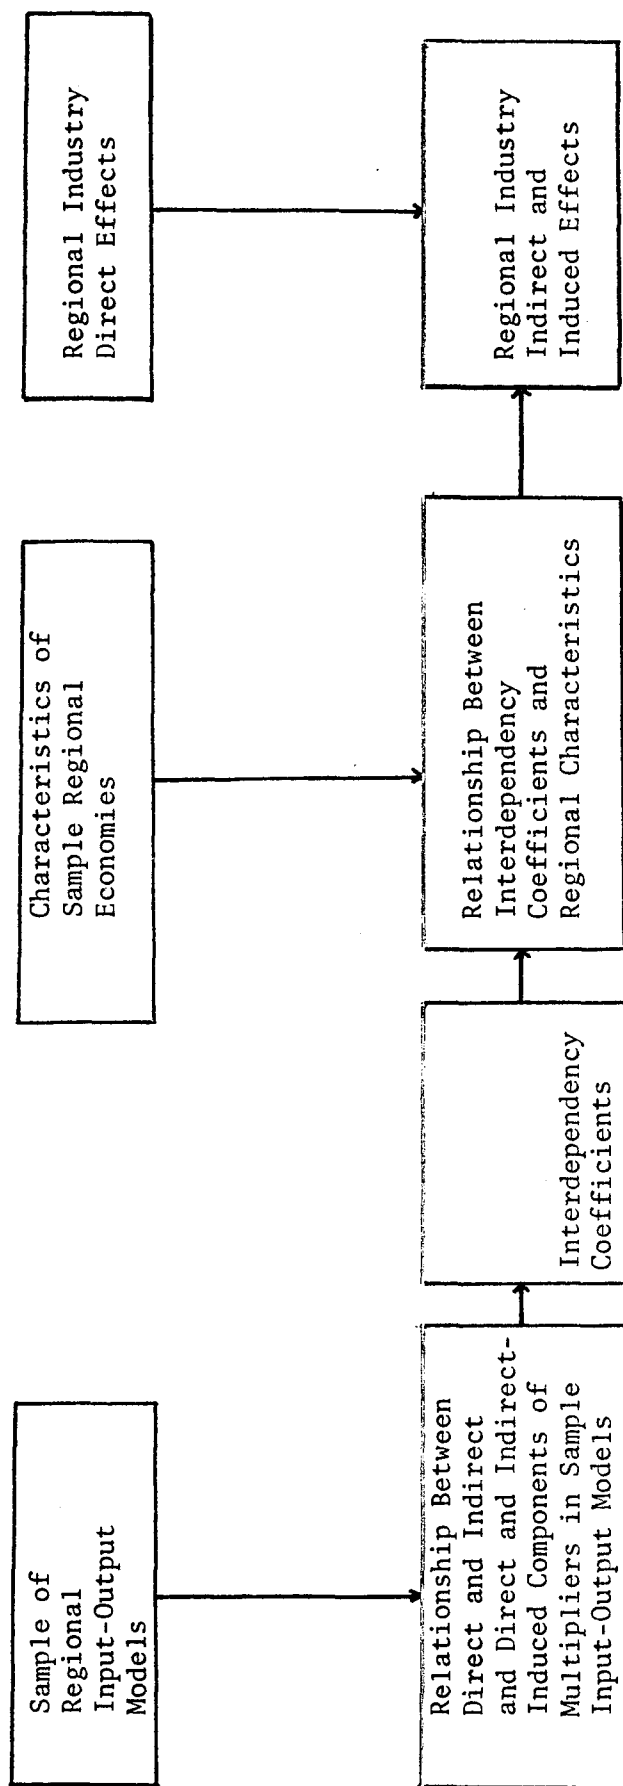 Sample of
Regional
Input-Output
Models
Characteristics of
Sample Regional
Economies
Regional Industry
Direct Effects
Relationship Between
Direct and Indirect
and Direct and Indirect-
Induced Components of
Multipliers in Sample
Input-Output Models
Interdependency
Coefficients
Relationship Between
Interdependency
Coefficients and
Regional Characteristics
Regional Industry
Indirect and
Induced Effects